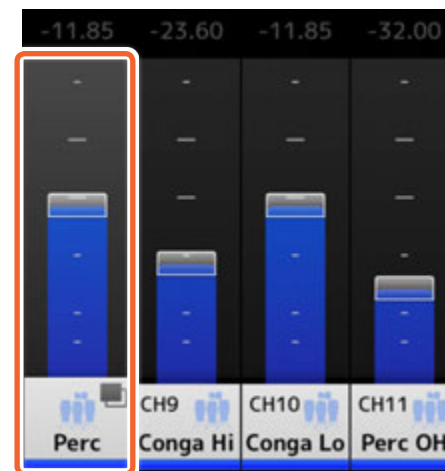 -11.85 -23.60 -11.85 -32.00
CH9 CH10 CH11
Perc Conga Hi Conga Lo Perc OH